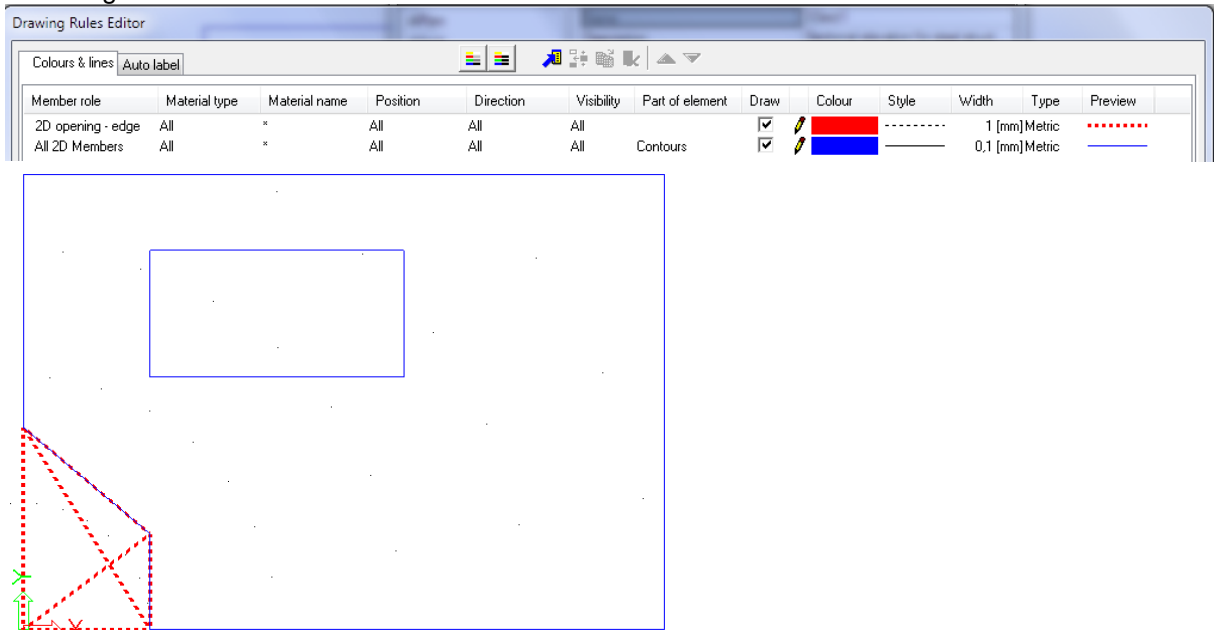 Drawing Rules Editor
Colours & lines Auto label
Member role Material type Material name Position Direction Visibility Part of element Draw Colour Style Width Type Preview
2D opening - edge All * All All All 1 [mm] Metric
All 2D Members All * All All All Contours 0,1 [mm] Metric
Y
X